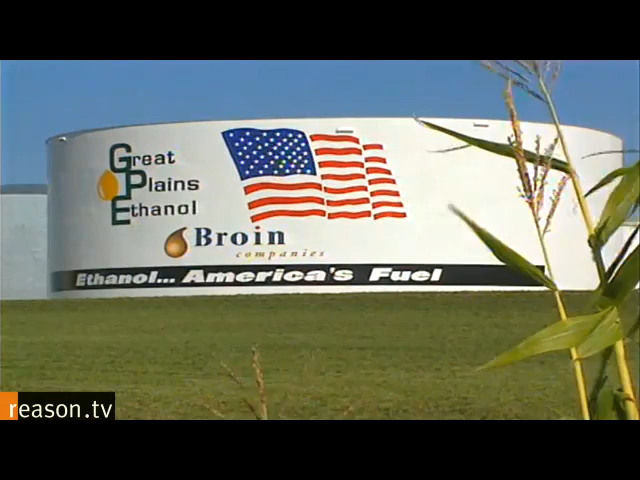 Great
Plains
Ethanol
Broin
companies
Ethanol... America's Fuel
reason.tv